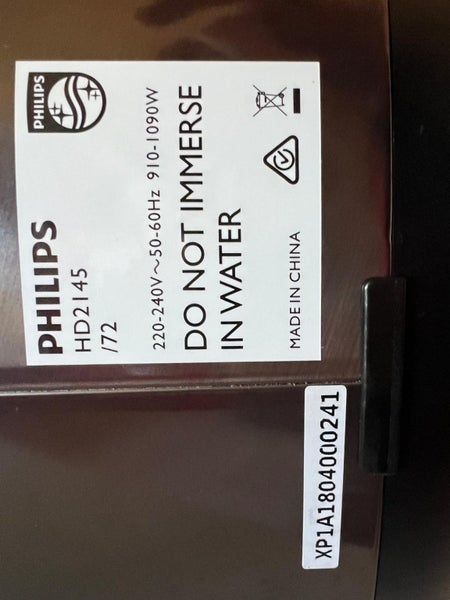 PHILIPS
PHILIPS
HD2145
/72
220-240V～50-60Hz 910-1090W
DO NOT IMMERSE
IN WATER
MADE IN CHINA
XP1A1804000241